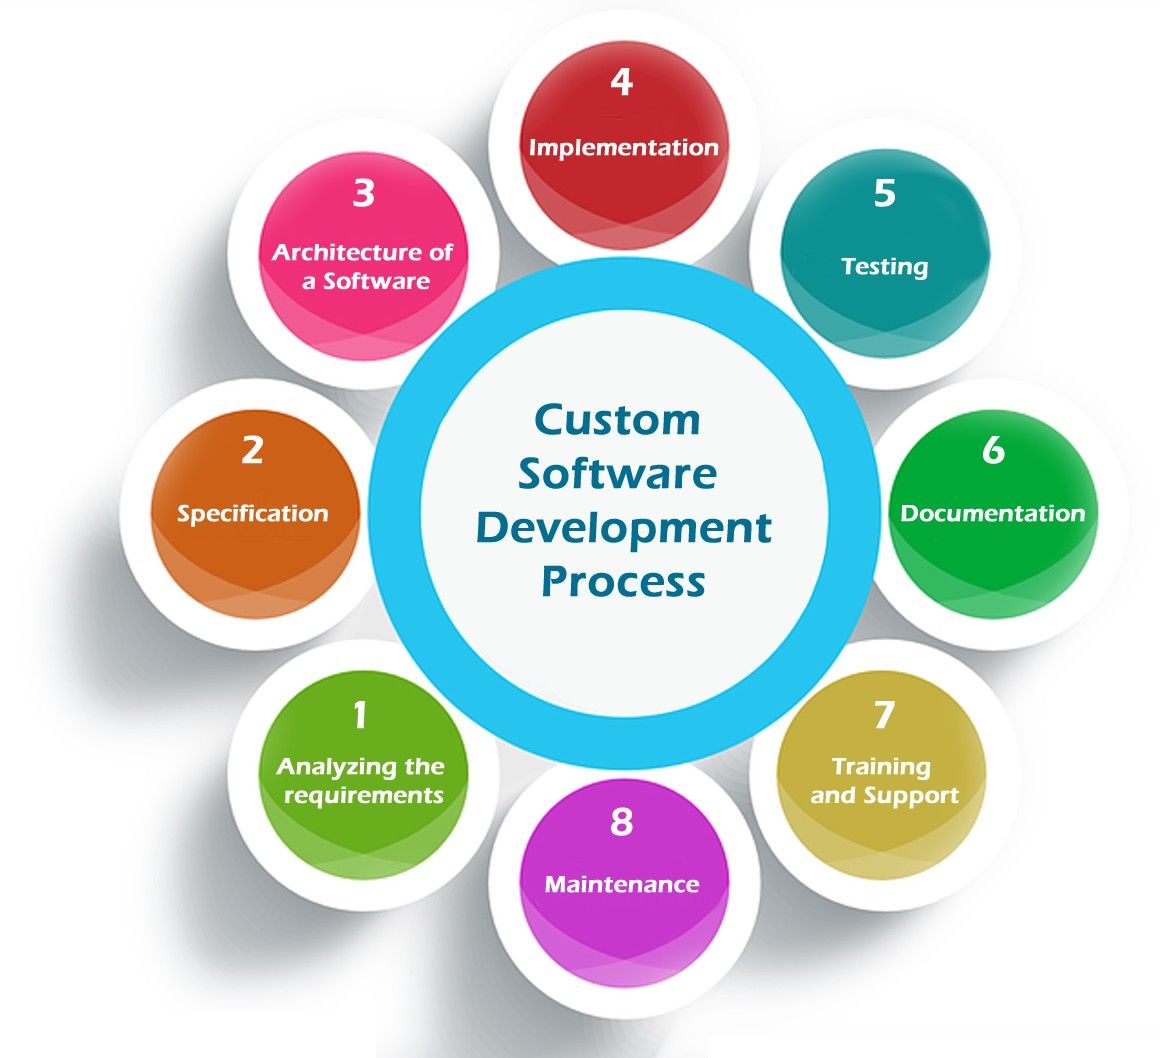 Custom
Software
Development
Process
1
Analyzing the
requirements
2
Specification
3
Architecture of
a Software
4
Implementation
5
Testing
6
Documentation
7
Training
and Support
8
Maintenance